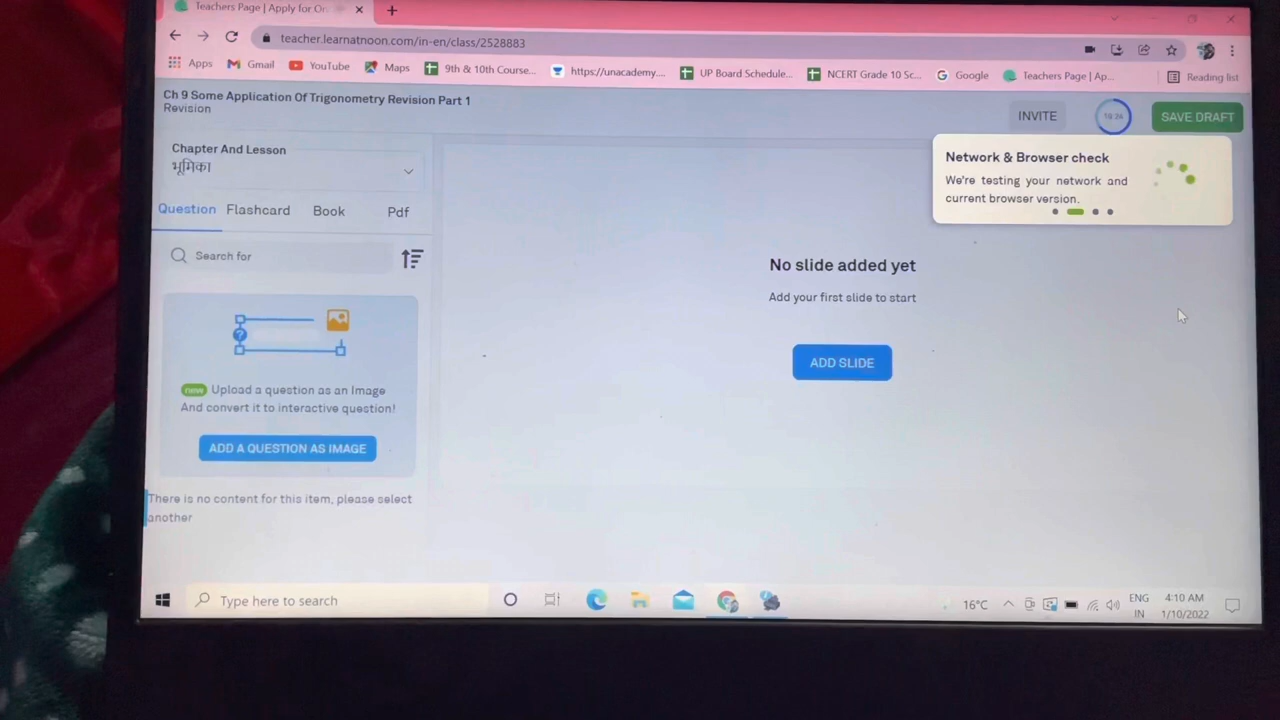 Teachers Page | Apply for On
teacher.learnatnoon.com/in-en/class/2528883
Apps Gmail YouTube Maps 9th & 10th Course... https://unacademy.... UP Board Schedule... NCERT Grade 10 Sc... Google Teachers Page | Ap... Reading list
Ch 9 Some Application Of Trigonometry Revision Part 1
Revision
INVITE
SAVE DRAFT
Chapter And Lesson
भूमिका
Network & Browser check
We're testing your network and
current browser version.
Question Flashcard Book Pdf
Search for
No slide added yet
Add your first slide to start
ADD SLIDE
new Upload a question as an Image
And convert it to interactive question!
ADD A QUESTION AS IMAGE
There is no content for this item, please select
another
Type here to search
16°C
ENG
IN
4:10 AM
1/10/2022